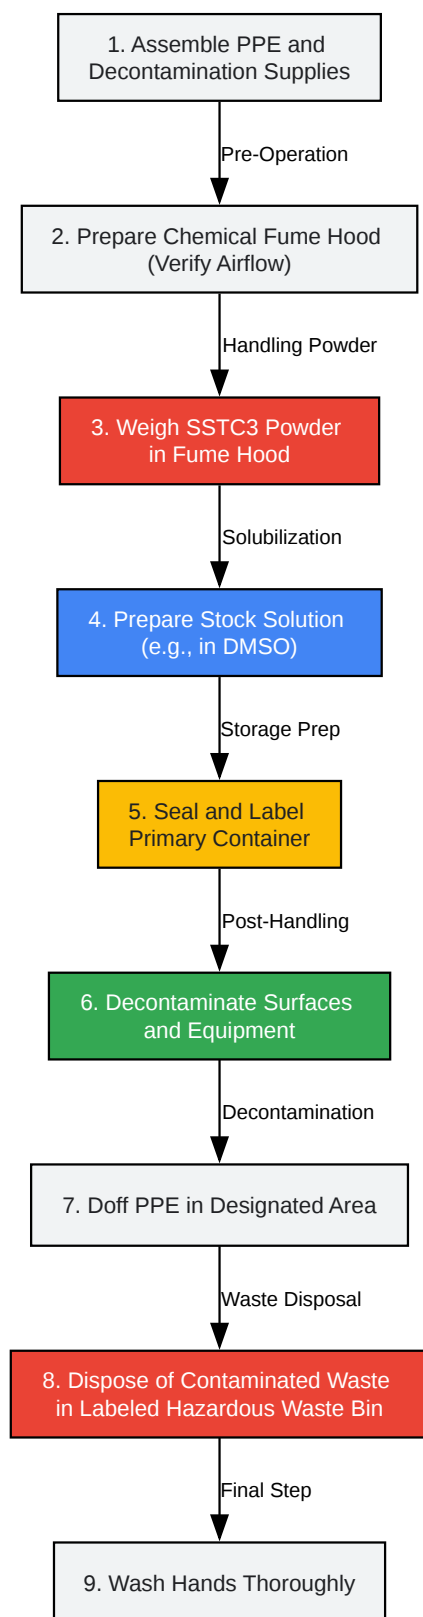 1. Assemble PPE and
Decontamination Supplies
Pre-Operation
2. Prepare Chemical Fume Hood
(Verify Airflow)
Handling Powder
3. Weigh SSTC3 Powder
in Fume Hood
Solubilization
4. Prepare Stock Solution
(e.g., in DMSO)
Storage Prep
5. Seal and Label
Primary Container
Post-Handling
6. Decontaminate Surfaces
and Equipment
Decontamination
7. Doff PPE in Designated Area
Waste Disposal
8. Dispose of Contaminated Waste
in Labeled Hazardous Waste Bin
Final Step
9. Wash Hands Thoroughly